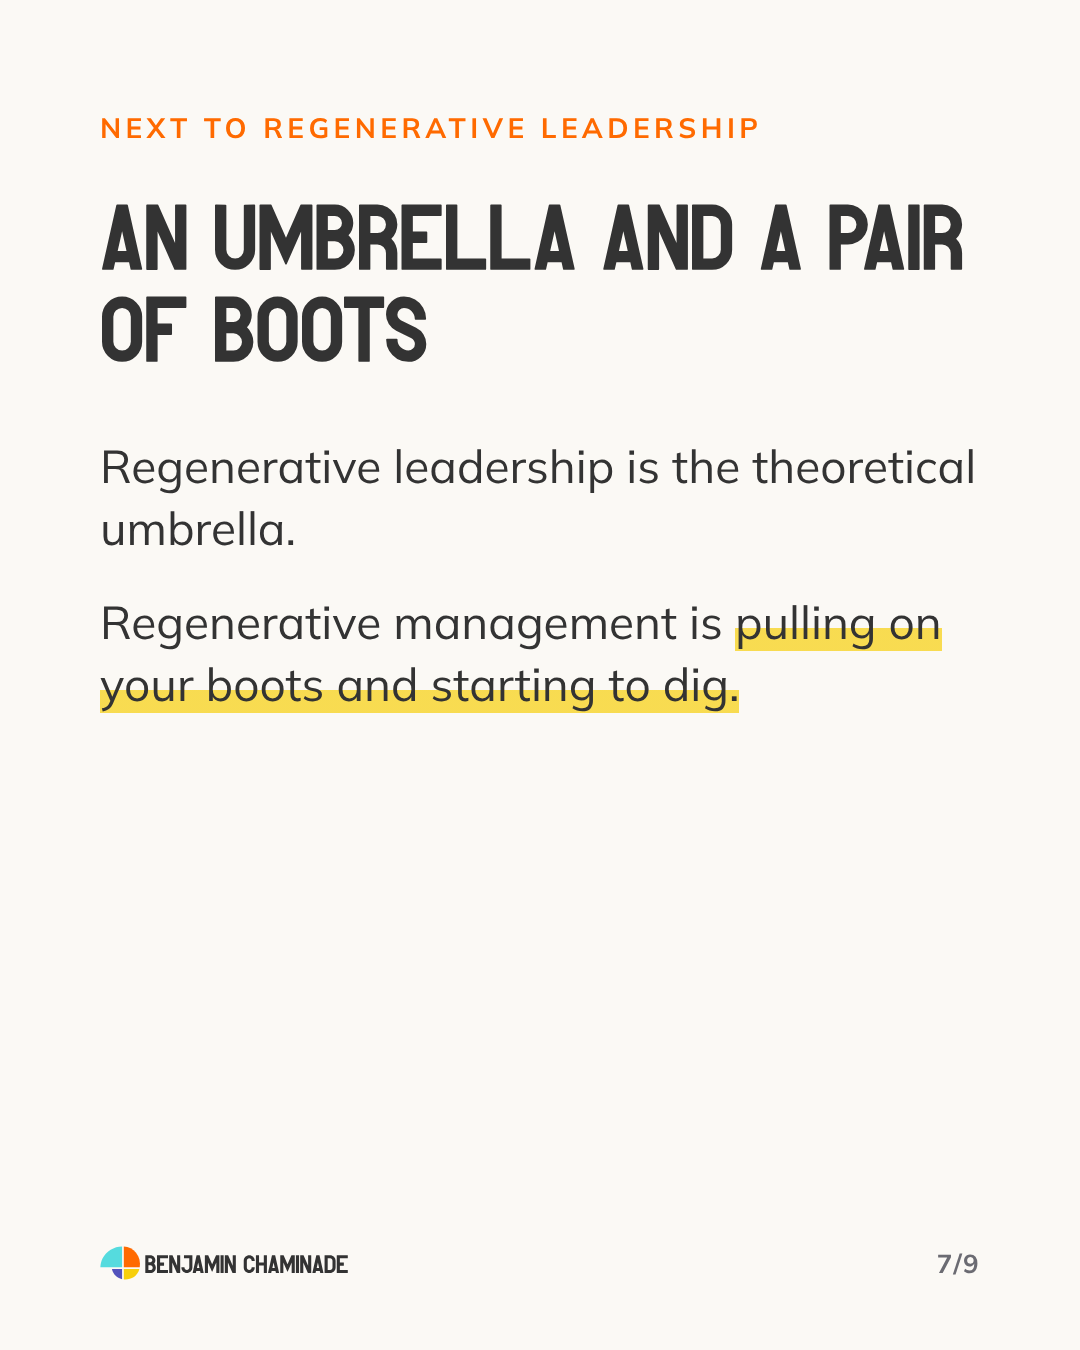 NEXT TO REGENERATIVE LEADERSHIP
AN UMBRELLA AND A PAIR
OF BOOTS
Regenerative leadership is the theoretical
umbrella.
Regenerative management is pulling on
your boots and starting to dig.
BENJAMIN CHAMINADE
7/9